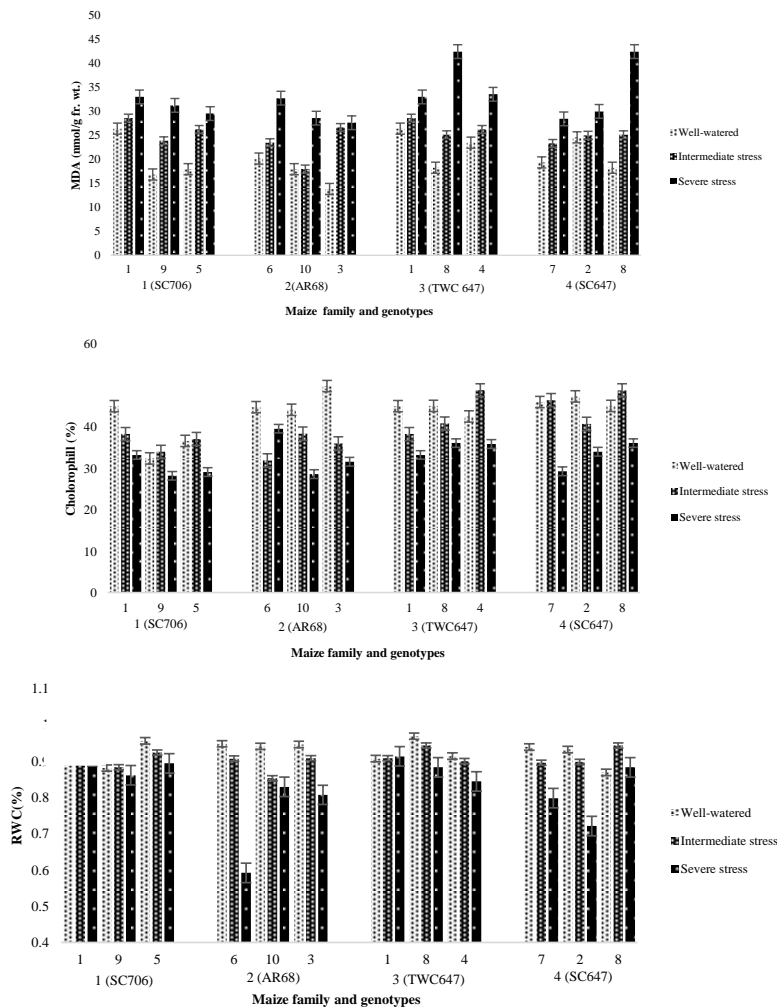 50
45
40
35
30
25
20
15
10
5
0
MDA (nmol/g fr. wt.)
1 9 5 6 10 3 1 8 4 7 2 8
1 (SC706) 2(AR68) 3 (TWC 647) 4 (SC647)
Maize family and genotypes
Well-watered
Intermediate stress
Severe stress
60
40
30
20
10
0
Cholorophill (%)
1 9 5 6 10 3 1 8 4 7 2 8
1 (SC706) 2 (AR68) 3 (TWC647) 4 (SC647)
Maize family and genotypes
Well-watered
Intermediate stress
Severe stress
1.1
0.9
0.8
0.7
0.6
0.5
0.4
RWC(%)
1 9 5 6 10 3 1 8 4 7 2 8
1 (SC706) 2 (AR68) 3 (TWC647) 4 (SC647)
Maize family and genotypes
Well-watered
Intermediate stress
Severe stress